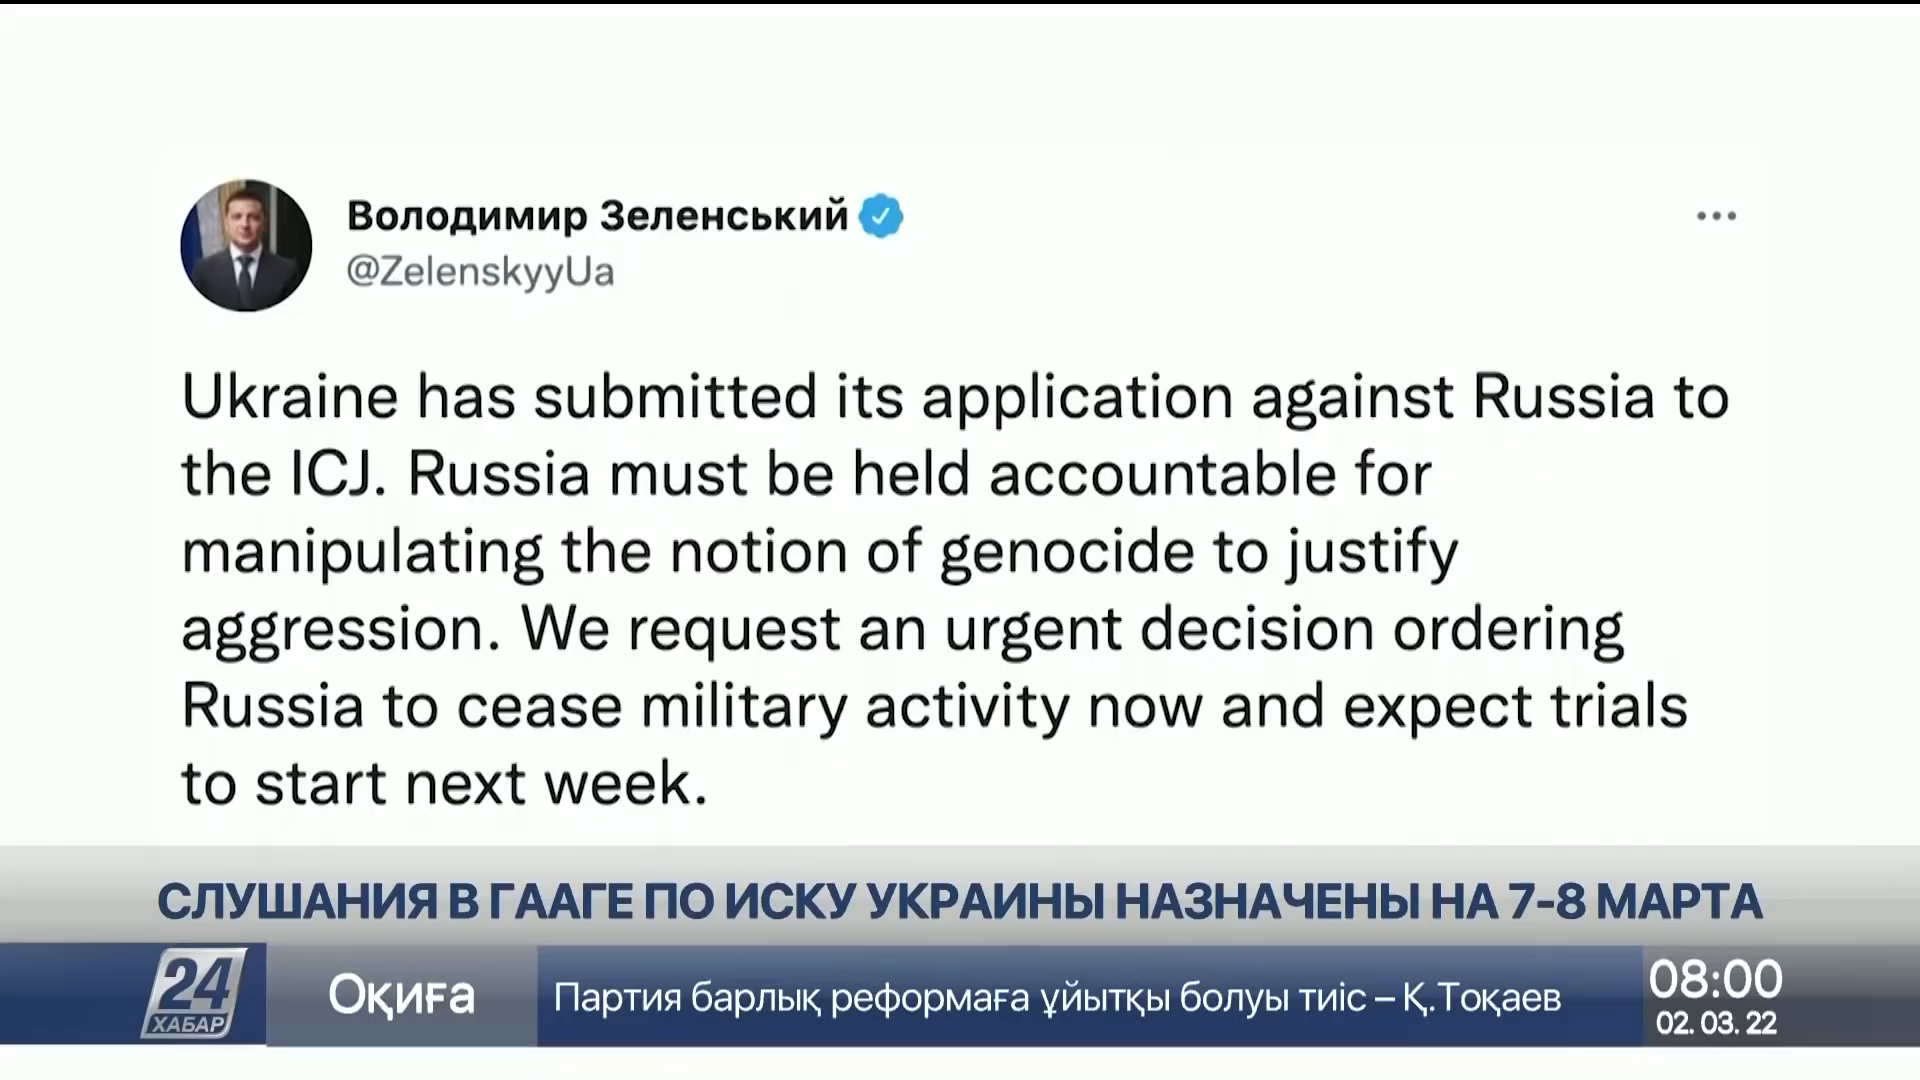 Володимир Зеленський
@ZelenskyyUa
Ukraine has submitted its application against Russia to
the ICJ. Russia must be held accountable for
manipulating the notion of genocide to justify
aggression. We request an urgent decision ordering
Russia to cease military activity now and expect trials
to start next week.
СЛУШАНИЯ В ГААГЕ ПО ИСКУ УКРАИНЫ НАЗНАЧЕНЫ НА 7-8 МАРТА
24
ХАБАР
Оқиға
Партия барлық реформаға ұйытқы болуы тиіс – Қ.Тоқаев
08:00
02. 03. 22